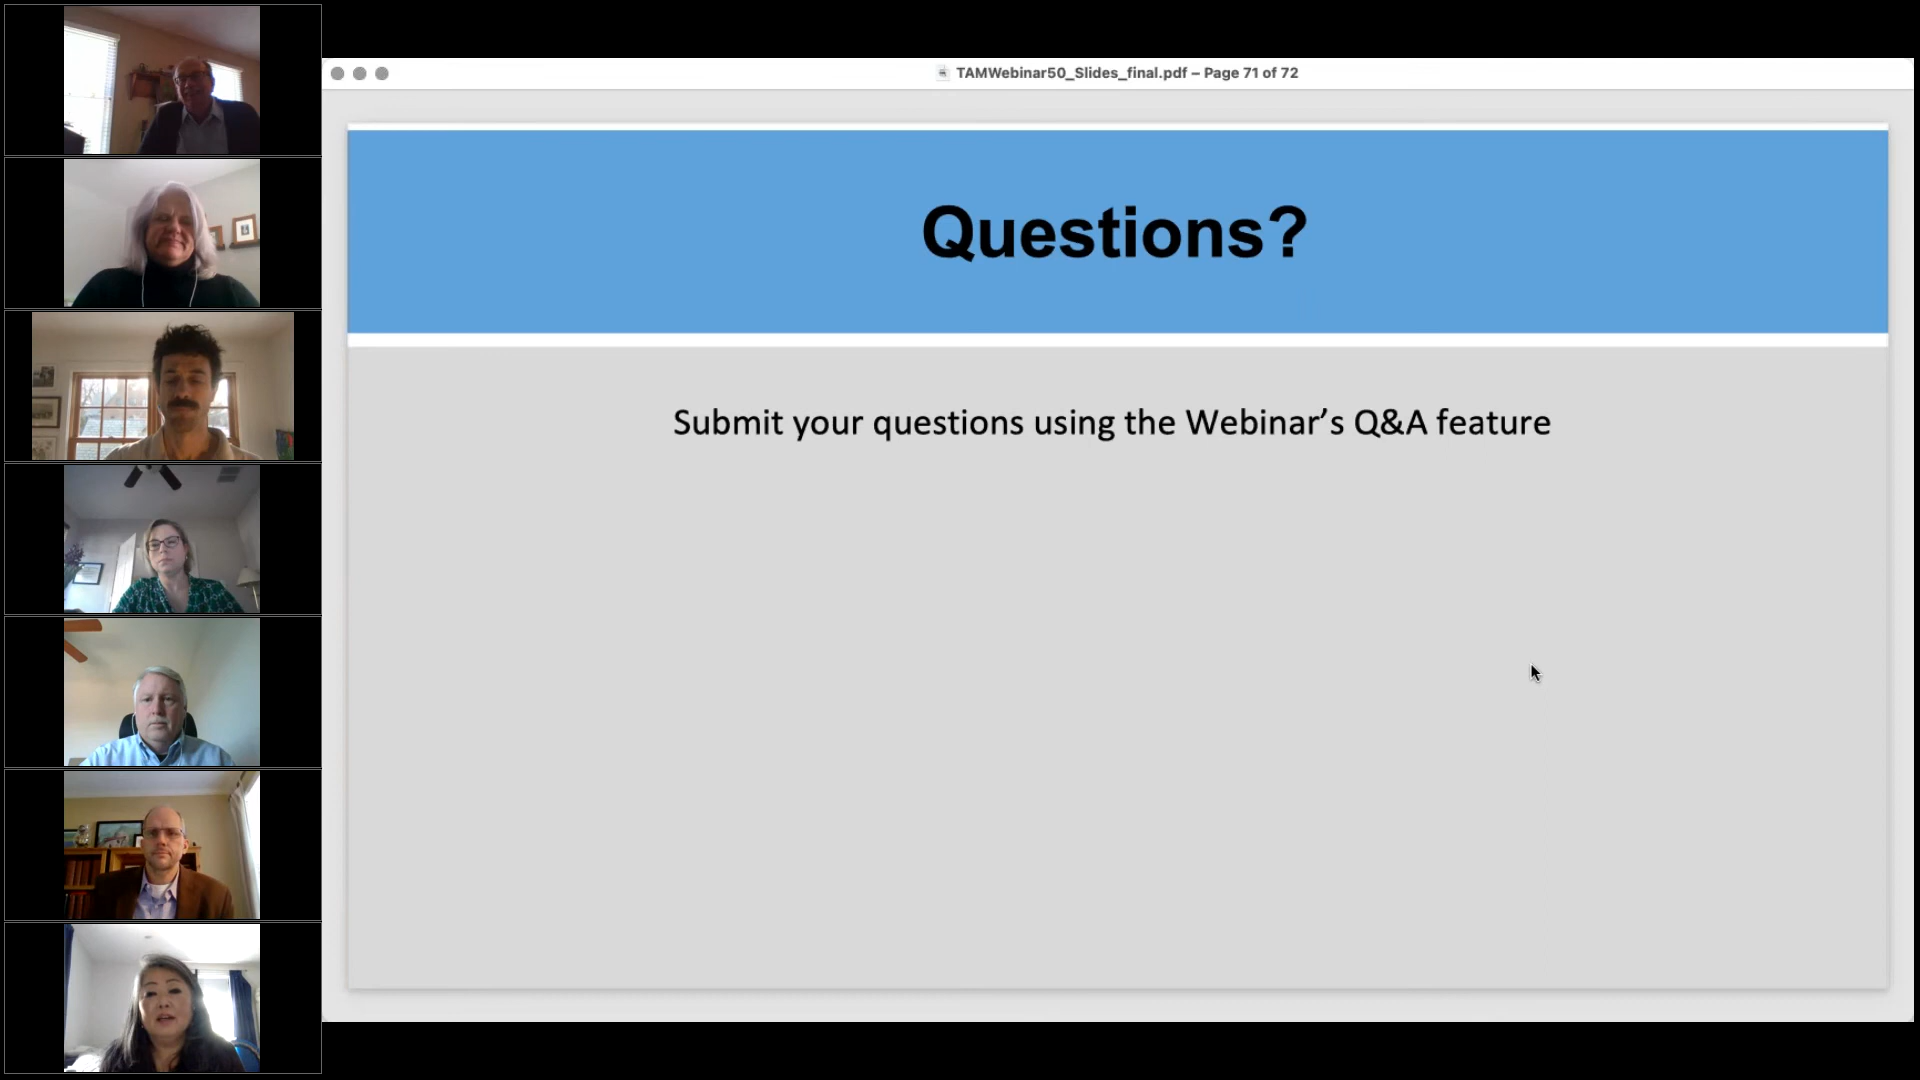 TAMWebinar50_Slides_final.pdf – Page 71 of 72
Questions?
Submit your questions using the Webinar’s Q&A feature